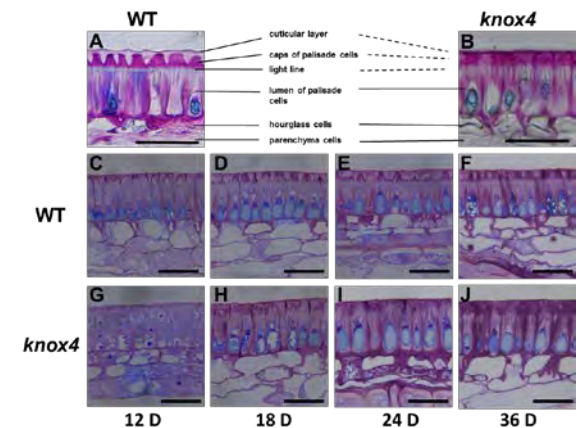 WT
knox4
A
cuticular layer
caps of palisade cells
light line
lumen of palisade
cells
hourglass cells
parenchyma cells
B
WT
C
D
E
F
knox4
G
H
I
J
12 D
18 D
24 D
36 D